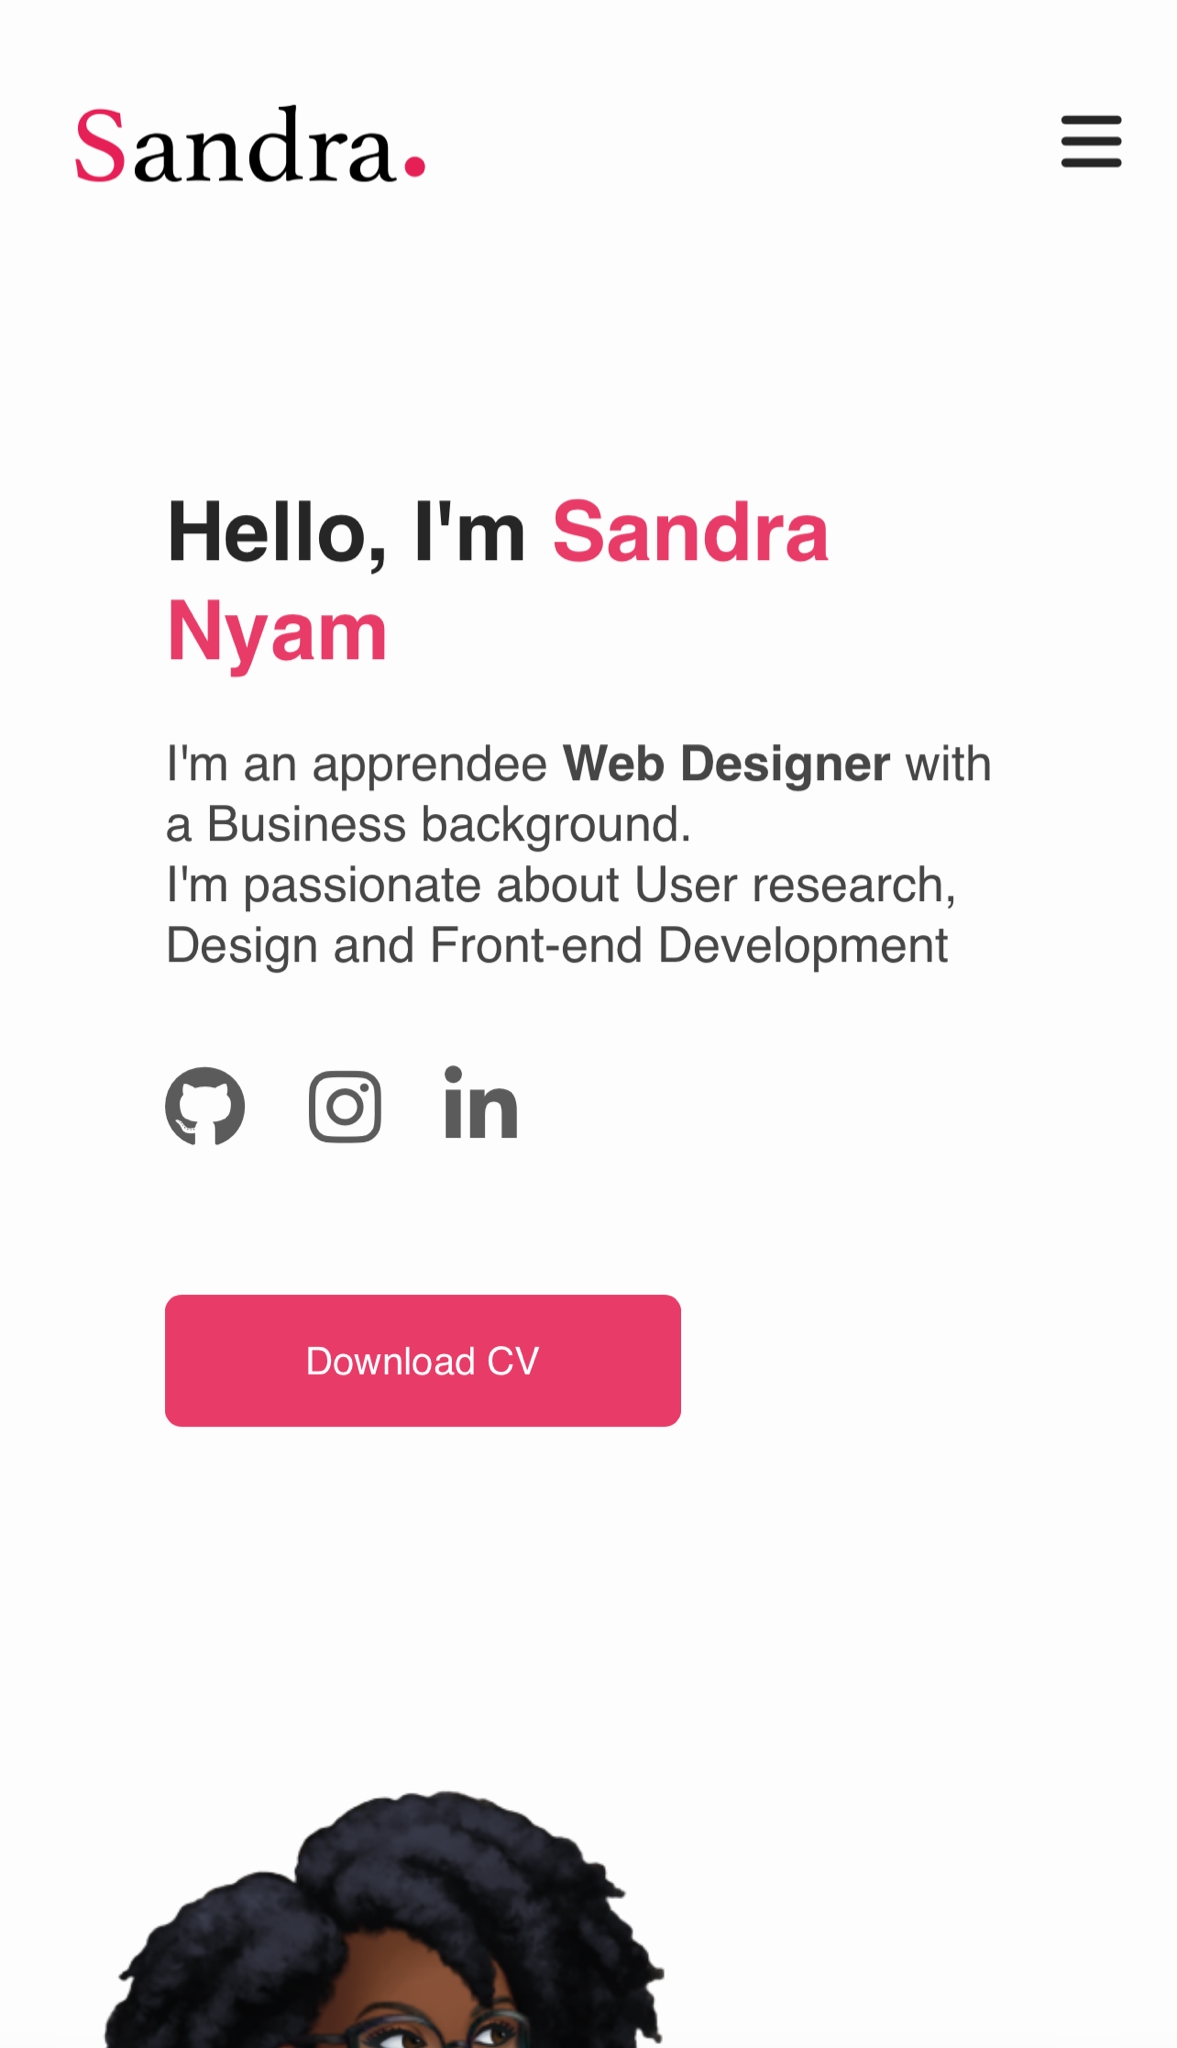 Sandra.
Hello, I'm Sandra
Nyam
I'm an apprendee Web Designer with
a Business background.
I'm passionate about User research,
Design and Front-end Development
in
Download CV